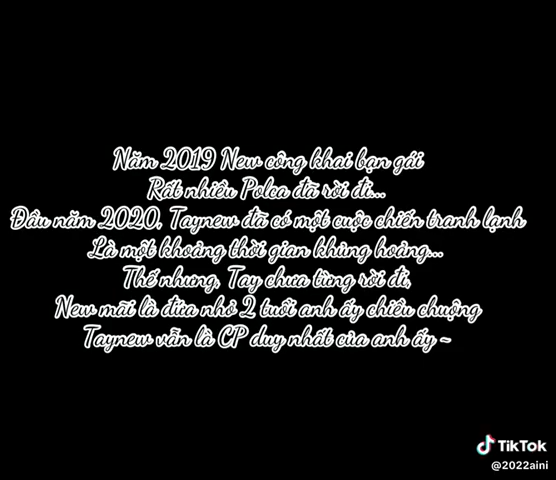 Năm 2019 New công khai bạn gái
Rất nhiều Polca đã rời đi...
Đầu năm 2020, Taynew đã có một cuộc chiến tranh lạnh
Là một khoảng thời gian khủng hoảng...
Thế nhưng, Tay chưa từng rời đi,
New mãi là đứa nhỏ 2 tuổi anh ấy chiều chuộng
Taynew vẫn là CP duy nhất của anh ấy ~
TikTok
@2022aini